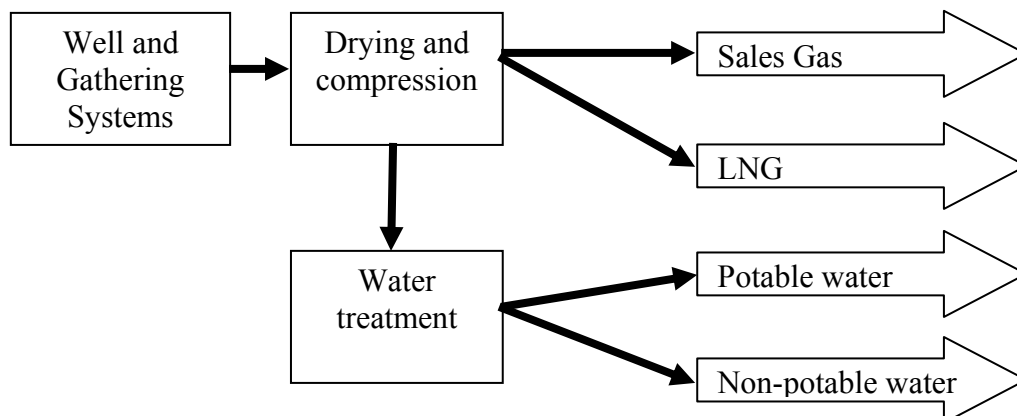 Well and
Gathering
Systems
Drying and
compression
Sales Gas
LNG
Water
treatment
Potable water
Non-potable water